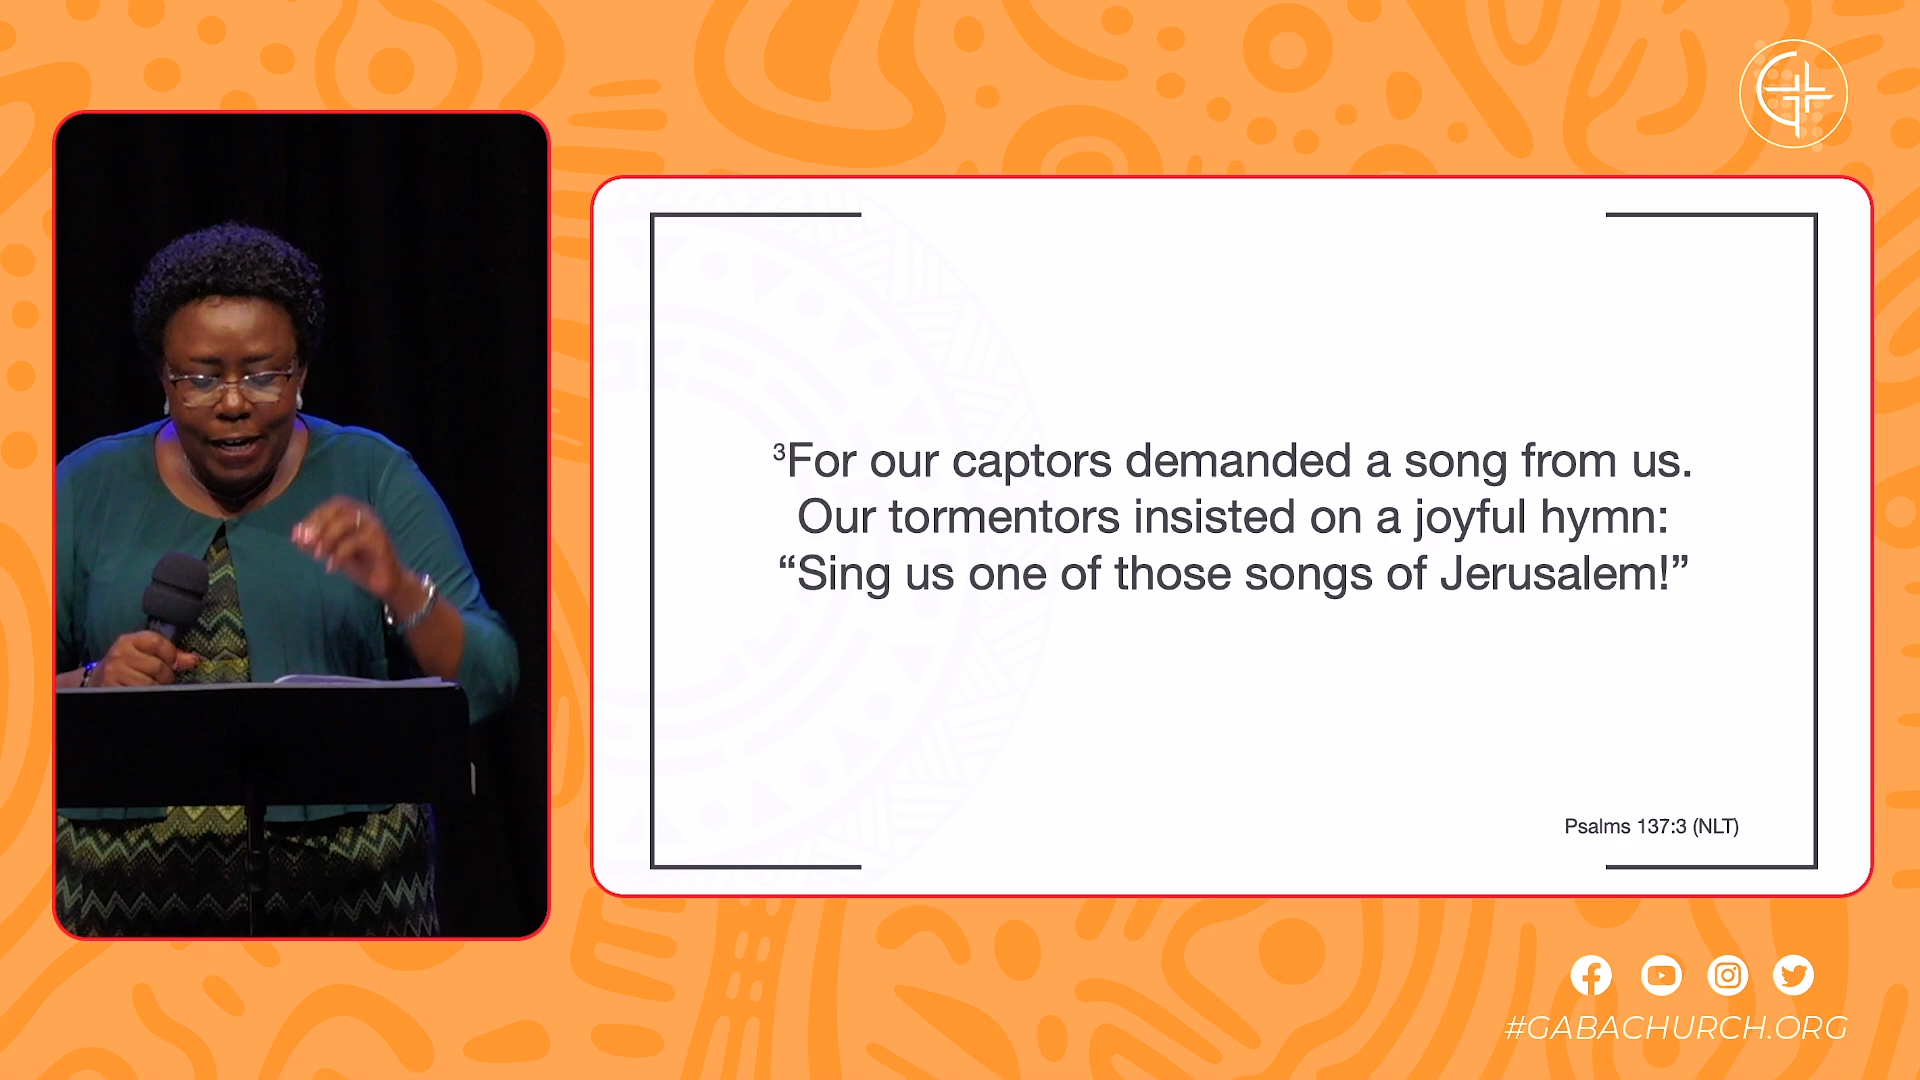 ³For our captors demanded a song from us.
Our tormentors insisted on a joyful hymn:
“Sing us one of those songs of Jerusalem!”
Psalms 137:3 (NLT)
#GABACHURCH.ORG